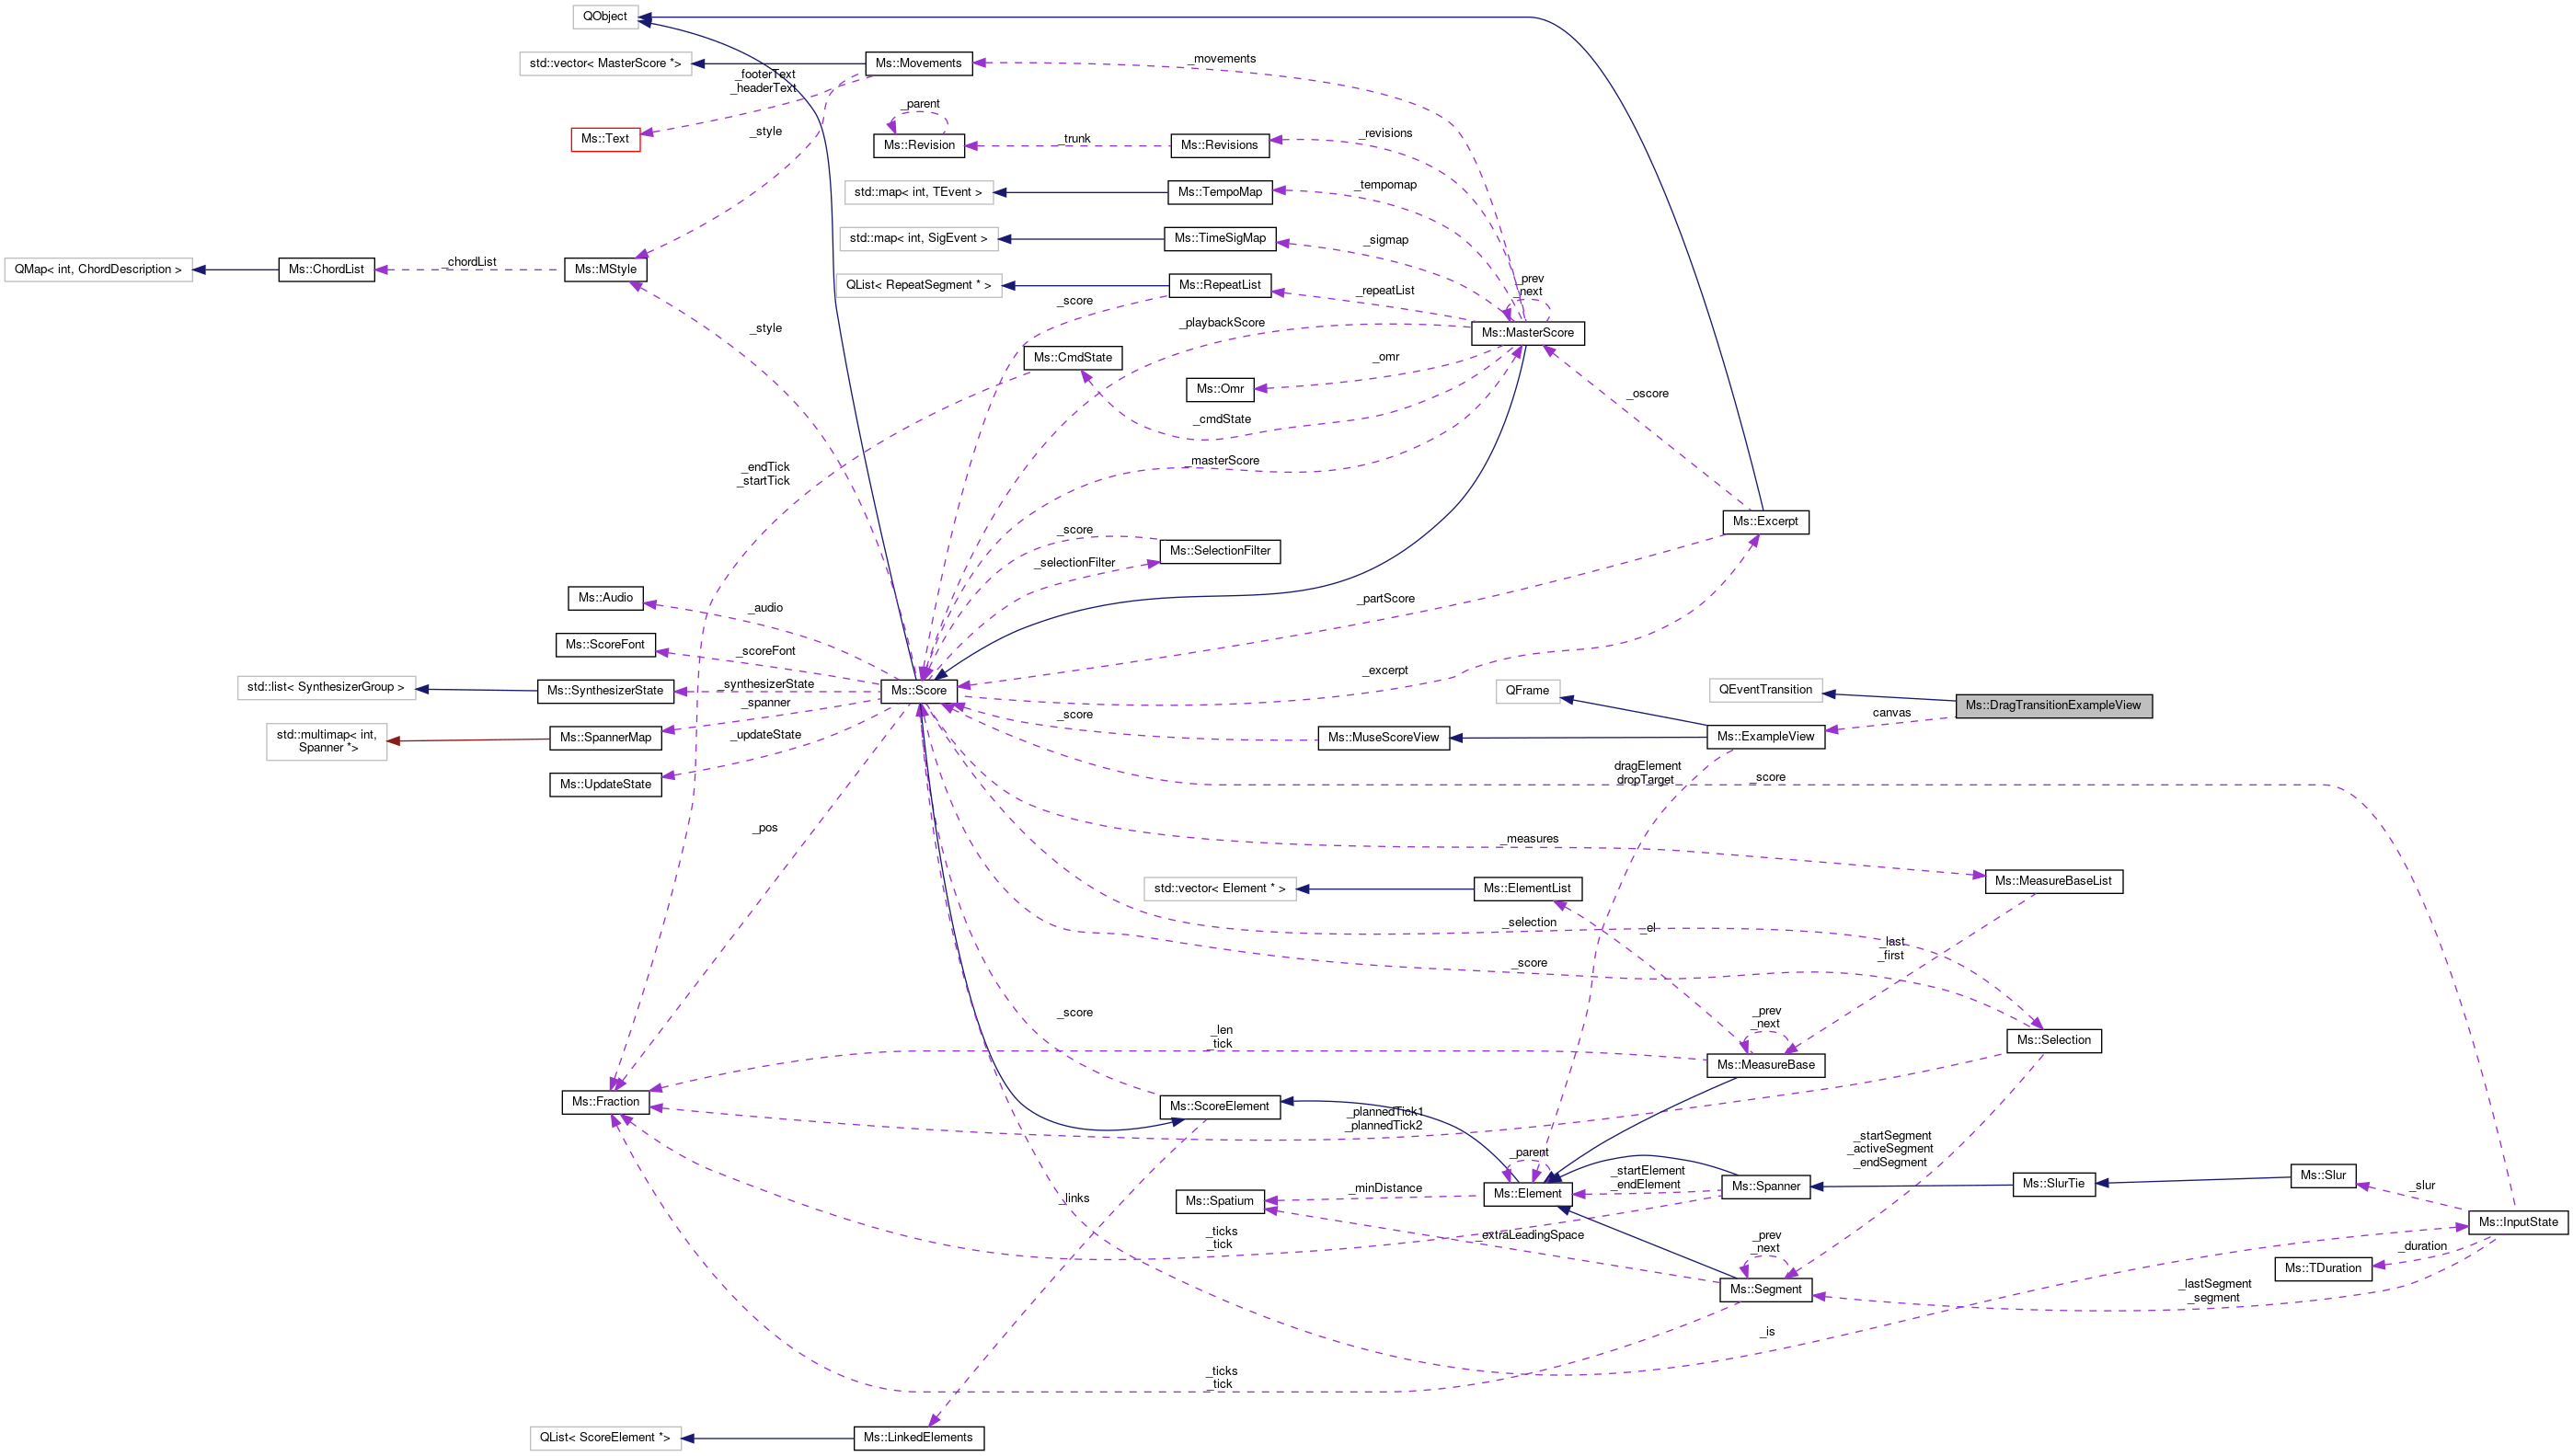 QObject
std::vector< MasterScore *>
Ms::Movements
_movements
_footerText
_headerText
_parent
Ms::Text
_style
Ms::Revision
_trunk
Ms::Revisions
_revisions
std::map< int, TEvent >
Ms::TempoMap
_tempomap
std::map< int, SigEvent >
Ms::TimeSigMap
_sigmap
QMap< int, ChordDescription >
Ms::ChordList
_chordList
Ms::MStyle
QList< RepeatSegment * >
Ms::RepeatList
_repeatList
_prev
_next
_score
_style
_playbackScore
Ms::MasterScore
Ms::CmdState
_omr
Ms::Omr
_oscore
_cmdState
_endTick
_startTick
_masterScore
Ms::Excerpt
_score
Ms::SelectionFilter
_selectionFilter
Ms::Audio
_audio
_partScore
Ms::ScoreFont
_scoreFont
_excerpt
std::list< SynthesizerGroup >
Ms::SynthesizerState
_synthesizerState
Ms::Score
QFrame
QEventTransition
Ms::DragTransitionExampleView
_spanner
_score
canvas
std::multimap< int,
Spanner *>
Ms::SpannerMap
_updateState
Ms::MuseScoreView
Ms::ExampleView
Ms::UpdateState
dragElement
dropTarget
_score
_pos
_measures
std::vector< Element * >
Ms::ElementList
Ms::MeasureBaseList
_selection
_el
_last
_first
_score
_score
_len
_tick
_prev
_next
Ms::Selection
Ms::MeasureBase
Ms::Fraction
Ms::ScoreElement
_plannedTick1
_plannedTick2
_startSegment
_activeSegment
_endSegment
_parent
_startElement
_endElement
Ms::Spanner
Ms::SlurTie
Ms::Slur
_slur
_links
Ms::Spatium
_minDistance
Ms::Element
Ms::InputState
_ticks
_tick
_extraLeadingSpace
_prev
_next
_duration
Ms::TDuration
Ms::Segment
_lastSegment
_segment
_is
_ticks
_tick
QList< ScoreElement *>
Ms::LinkedElements